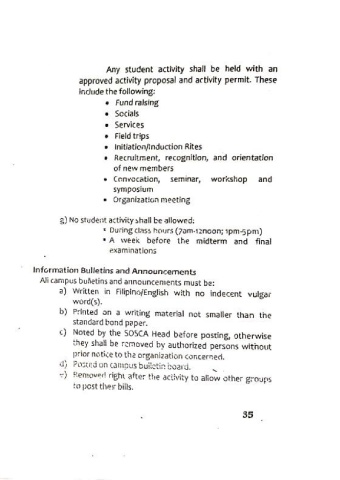 Any student activity shall be held with an
approved activity proposal and activity permit. These
include the following:
• Fund raising
• Socials
• Services
• Field trips
• Initiation/Induction Rites
• Recruitment, recognition, and orientation
of new members
• Convocation, seminar, workshop and
symposium
• Organization meeting
g) No student activity shall be allowed:
• During class hours (7am-12noon; 1pm-5pm)
• A week before the midterm and final
examinations
Information Bulletins and Announcements
All campus bulletins and announcements must be:
a) Written in Filipino/English with no indecent vulgar
word(s).
b) Printed on a writing material not smaller than the
standard bond paper.
c) Noted by the SOSCA Head before posting, otherwise
they shall be removed by authorized persons without
prior notice to the organization concerned.
d) Posted on campus bulletin board.
e) Removed right after the activity to allow other groups
to post their bills.
35